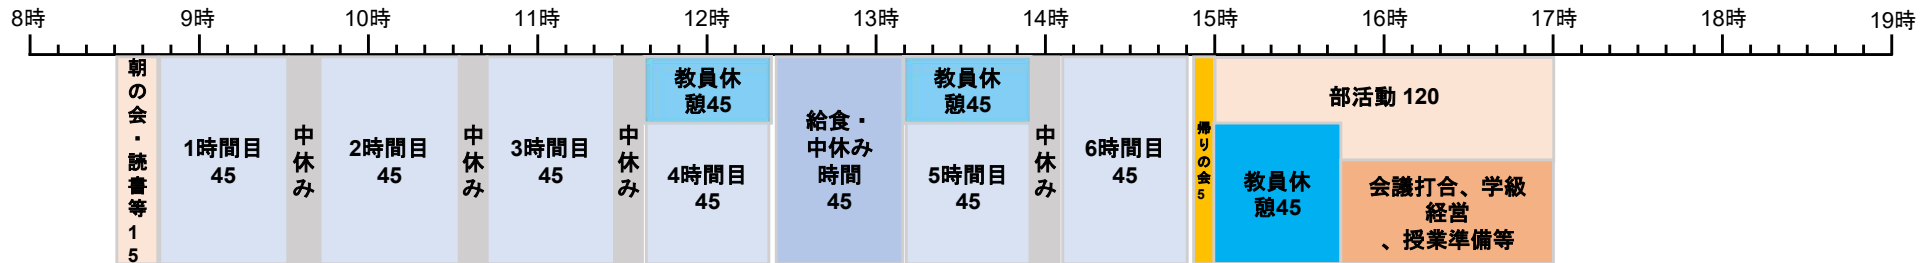 8時
9時
10時
11時
12時
13時
14時
15時
16時
17時
18時
19時
朝の会・読書等15
1時間目
45
中休み
2時間目
45
中休み
3時間目
45
中休み
教員休
憩45
4時間目
45
給食・
中休み
時間
45
教員休
憩45
5時間目
45
中休み
6時間目
45
帰りの会5
部活動 120
教員休
憩45
会議打合、学級
経営
、授業準備等